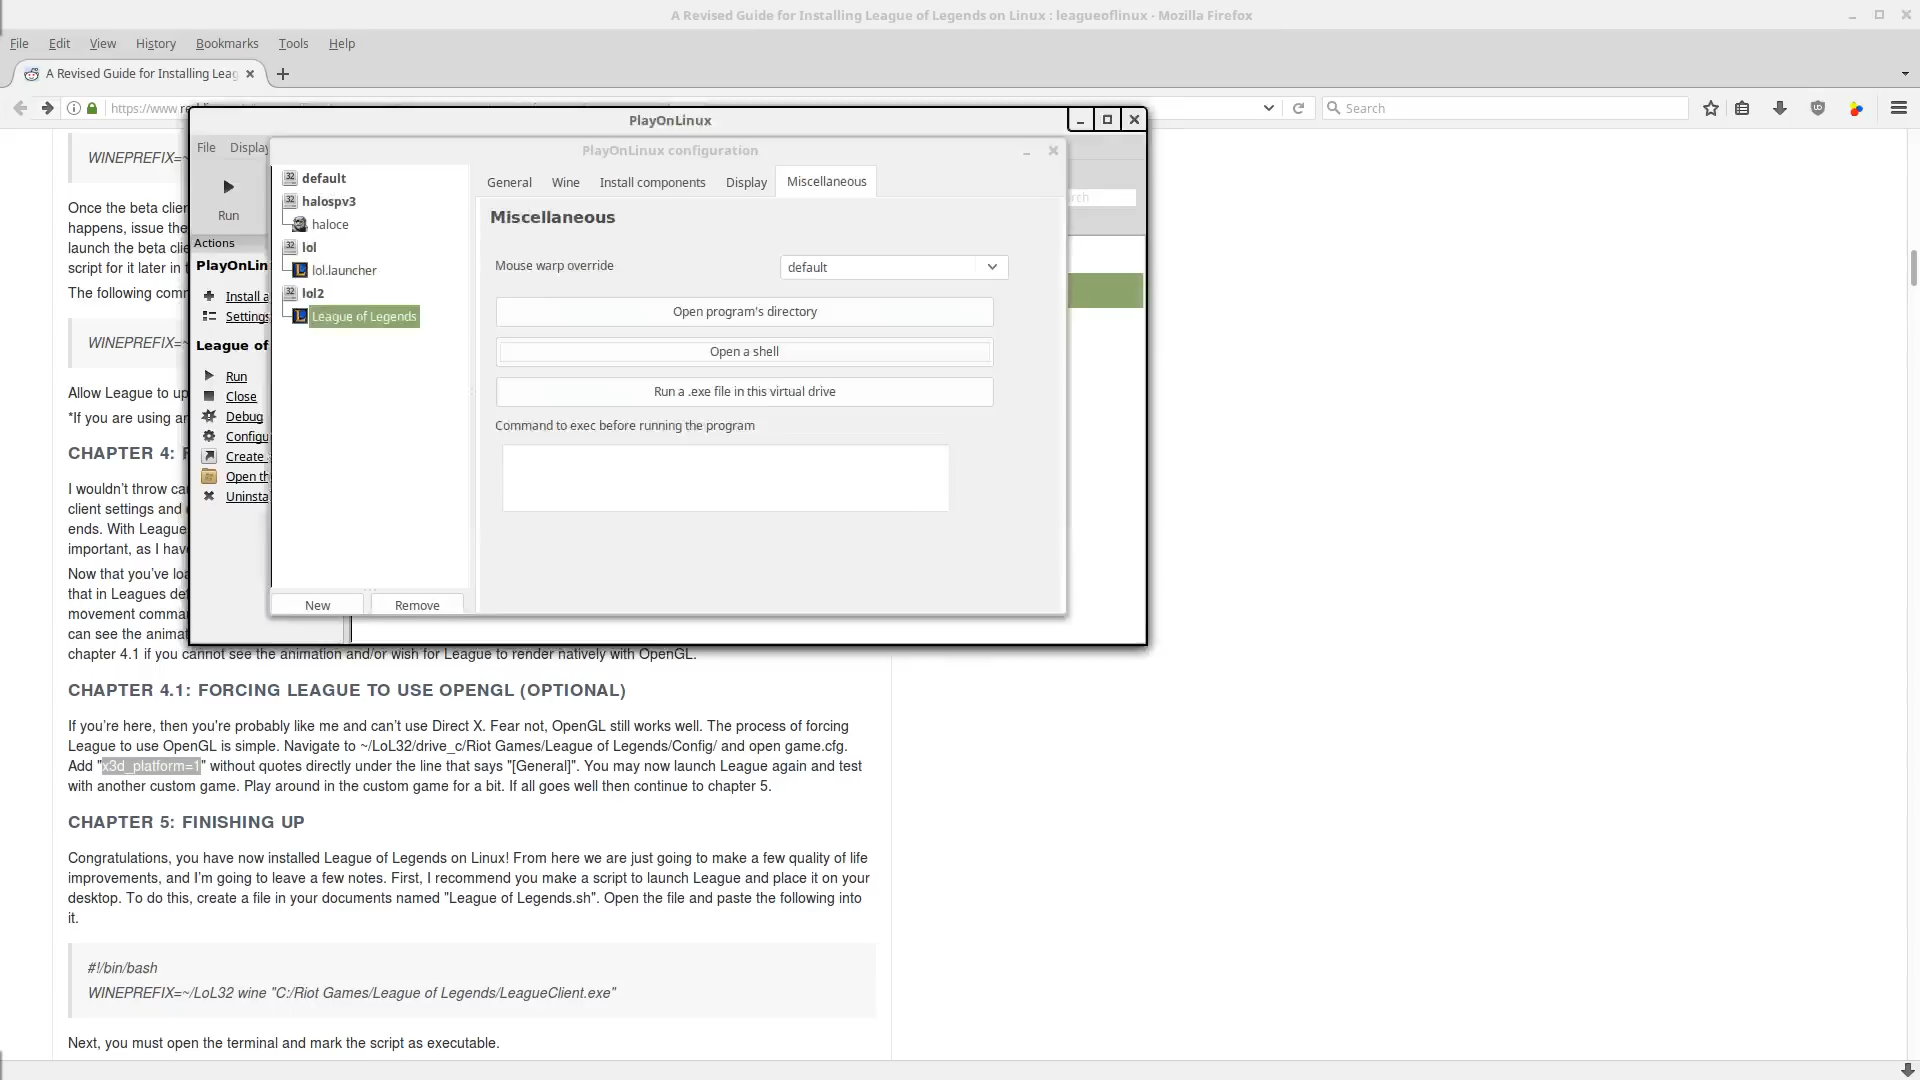 A Revised Guide for Installing League of Legends on Linux : leagueoflinux - Mozilla Firefox
File Edit View History Bookmarks Tools Help
A Revised Guide for Installing Leag
https://www.re
Search
PlayOnLinux
File Display
PlayOnLinux configuration
Run
Actions
PlayOnLin
Install a
Settings
League of
Run
Close
Debug
Configu
Create
Open th
Uninsta
default
halospv3
haloce
lol
lol.launcher
lol2
League of Legends
New Remove
General Wine Install components Display Miscellaneous
Miscellaneous
Mouse warp override default
Open program's directory
Open a shell
Run a .exe file in this virtual drive
Command to exec before running the program
WINEPREFIX=~
Once the beta clien
happens, issue the
launch the beta clie
script for it later in t
The following comm
WINEPREFIX=~
Allow League to up
*If you are using an
CHAPTER 4:
I wouldn't throw ca
client settings and
ends. With League
important, as I have
Now that you've loa
that in Leagues def
movement comma
can see the animat
chapter 4.1 if you cannot see the animation and/or wish for League to render natively with OpenGL.
CHAPTER 4.1: FORCING LEAGUE TO USE OPENGL (OPTIONAL)
If you're here, then you're probably like me and can't use Direct X. Fear not, OpenGL still works well. The process of forcing
League to use OpenGL is simple. Navigate to ~/LoL32/drive_c/Riot Games/League of Legends/Config/ and open game.cfg.
Add "x3d_platform=1" without quotes directly under the line that says "[General]". You may now launch League again and test
with another custom game. Play around in the custom game for a bit. If all goes well then continue to chapter 5.
CHAPTER 5: FINISHING UP
Congratulations, you have now installed League of Legends on Linux! From here we are just going to make a few quality of life
improvements, and I'm going to leave a few notes. First, I recommend you make a script to launch League and place it on your
desktop. To do this, create a file in your documents named "League of Legends.sh". Open the file and paste the following into
it.
#!/bin/bash
WINEPREFIX=~/LoL32 wine "C:/Riot Games/League of Legends/LeagueClient.exe"
Next, you must open the terminal and mark the script as executable.